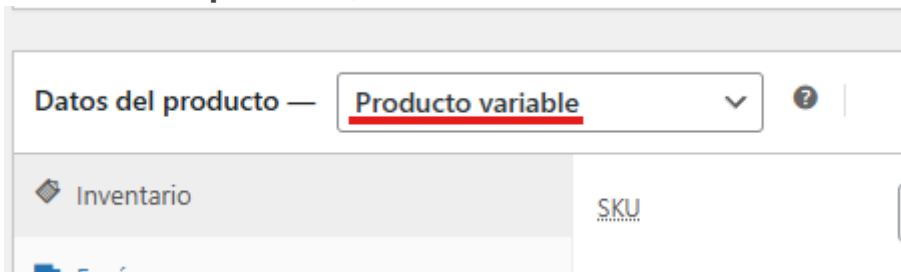 Datos del producto — Producto variable
Inventario
SKU